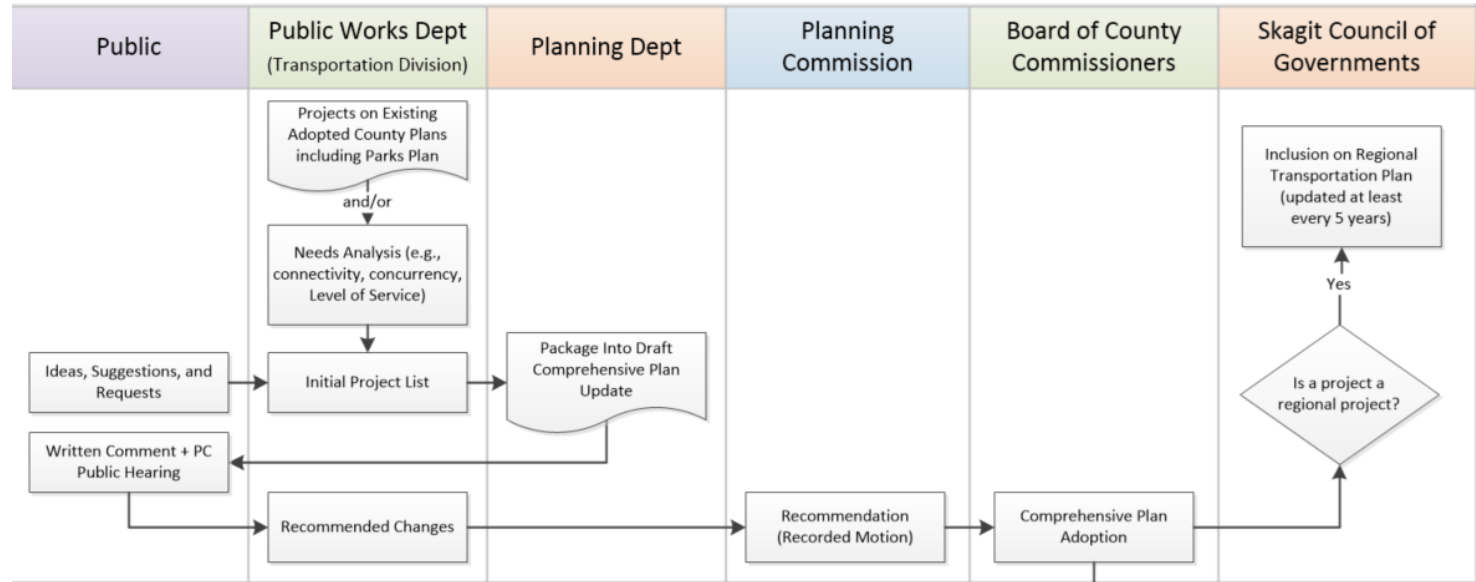 Public
Public Works Dept
(Transportation Division)
Planning Dept
Planning
Commission
Board of County
Commissioners
Skagit Council of
Governments
Projects on Existing
Adopted County Plans
including Parks Plan
and/or
Needs Analysis (e.g.,
connectivity, concurrency,
Level of Service)
Ideas, Suggestions, and
Requests
Initial Project List
Package Into Draft
Comprehensive Plan
Update
Written Comment + PC
Public Hearing
Recommended Changes
Recommendation
(Recorded Motion)
Comprehensive Plan
Adoption
Is a project a
regional project?
Yes
Inclusion on Regional
Transportation Plan
(updated at least
every 5 years)